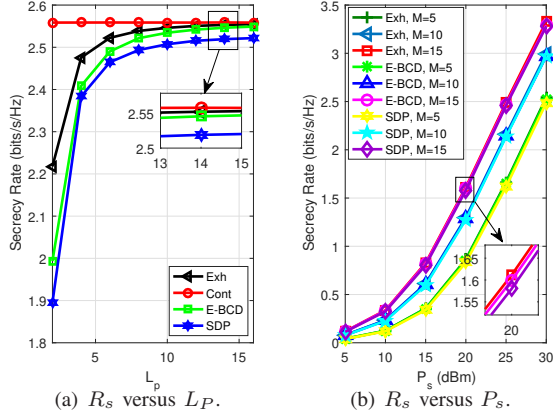 2.7
2.6
2.5
2.4
2.3
2.2
2.1
2
1.9
1.8
Secrecy Rate (bits/s/Hz)
5 10 15
L_p
2.55
2.5
13 14 15
Exh
Cont
E-BCD
SDP
(a) R_s versus L_P.
3.5
3
2.5
2
1.5
1
0.5
0
Secrecy Rate (bits/s/Hz)
5 10 15 20 25 30
P_s (dBm)
Exh, M=5
Exh, M=10
Exh, M=15
E-BCD, M=5
E-BCD, M=10
E-BCD, M=15
SDP, M=5
SDP, M=10
SDP, M=15
1.65
1.6
1.55
20
(b) R_s versus P_s.